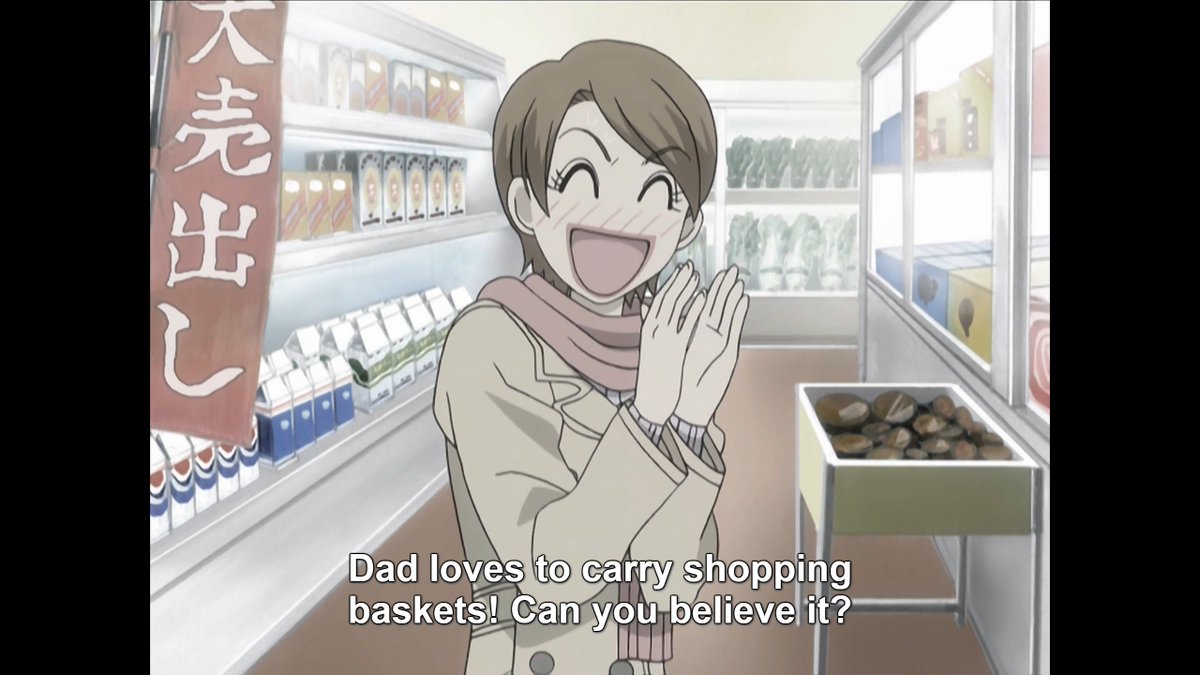 大売出し
Dad loves to carry shopping
baskets! Can you believe it?